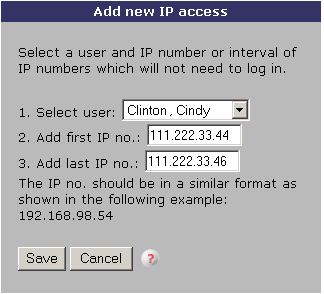 Add new IP access
Select a user and IP number or interval of
IP numbers which will not need to log in.
1. Select user: Clinton , Cindy
2. Add first IP no.: 111.222.33.44
3. Add last IP no.: 111.222.33.46
The IP no. should be in a similar format as
shown in the following example:
192.168.98.54
Save Cancel ?